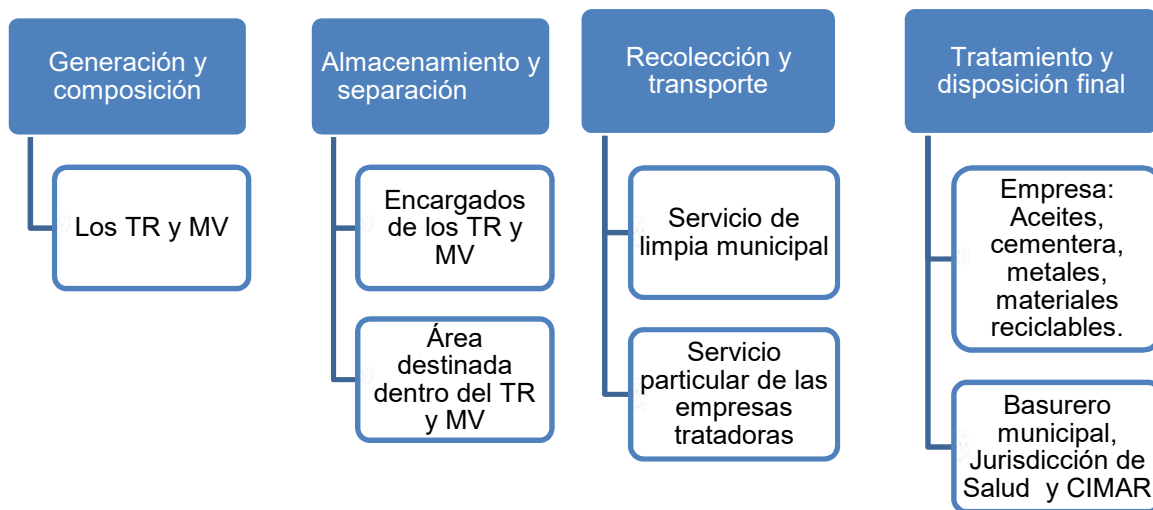 Generación y
composición
Los TR y MV
Almacenamiento y
separación
Encargados
de los TR y
MV
Área
destinada
dentro del TR
y MV
Recolección y
transporte
Servicio de
limpia municipal
Servicio
particular de las
empresas
tratadoras
Tratamiento y
disposición final
Empresa:
Aceites,
cementera,
metales,
materiales
reciclables.
Basurero
municipal,
Jurisdicción de
Salud y CIMAR